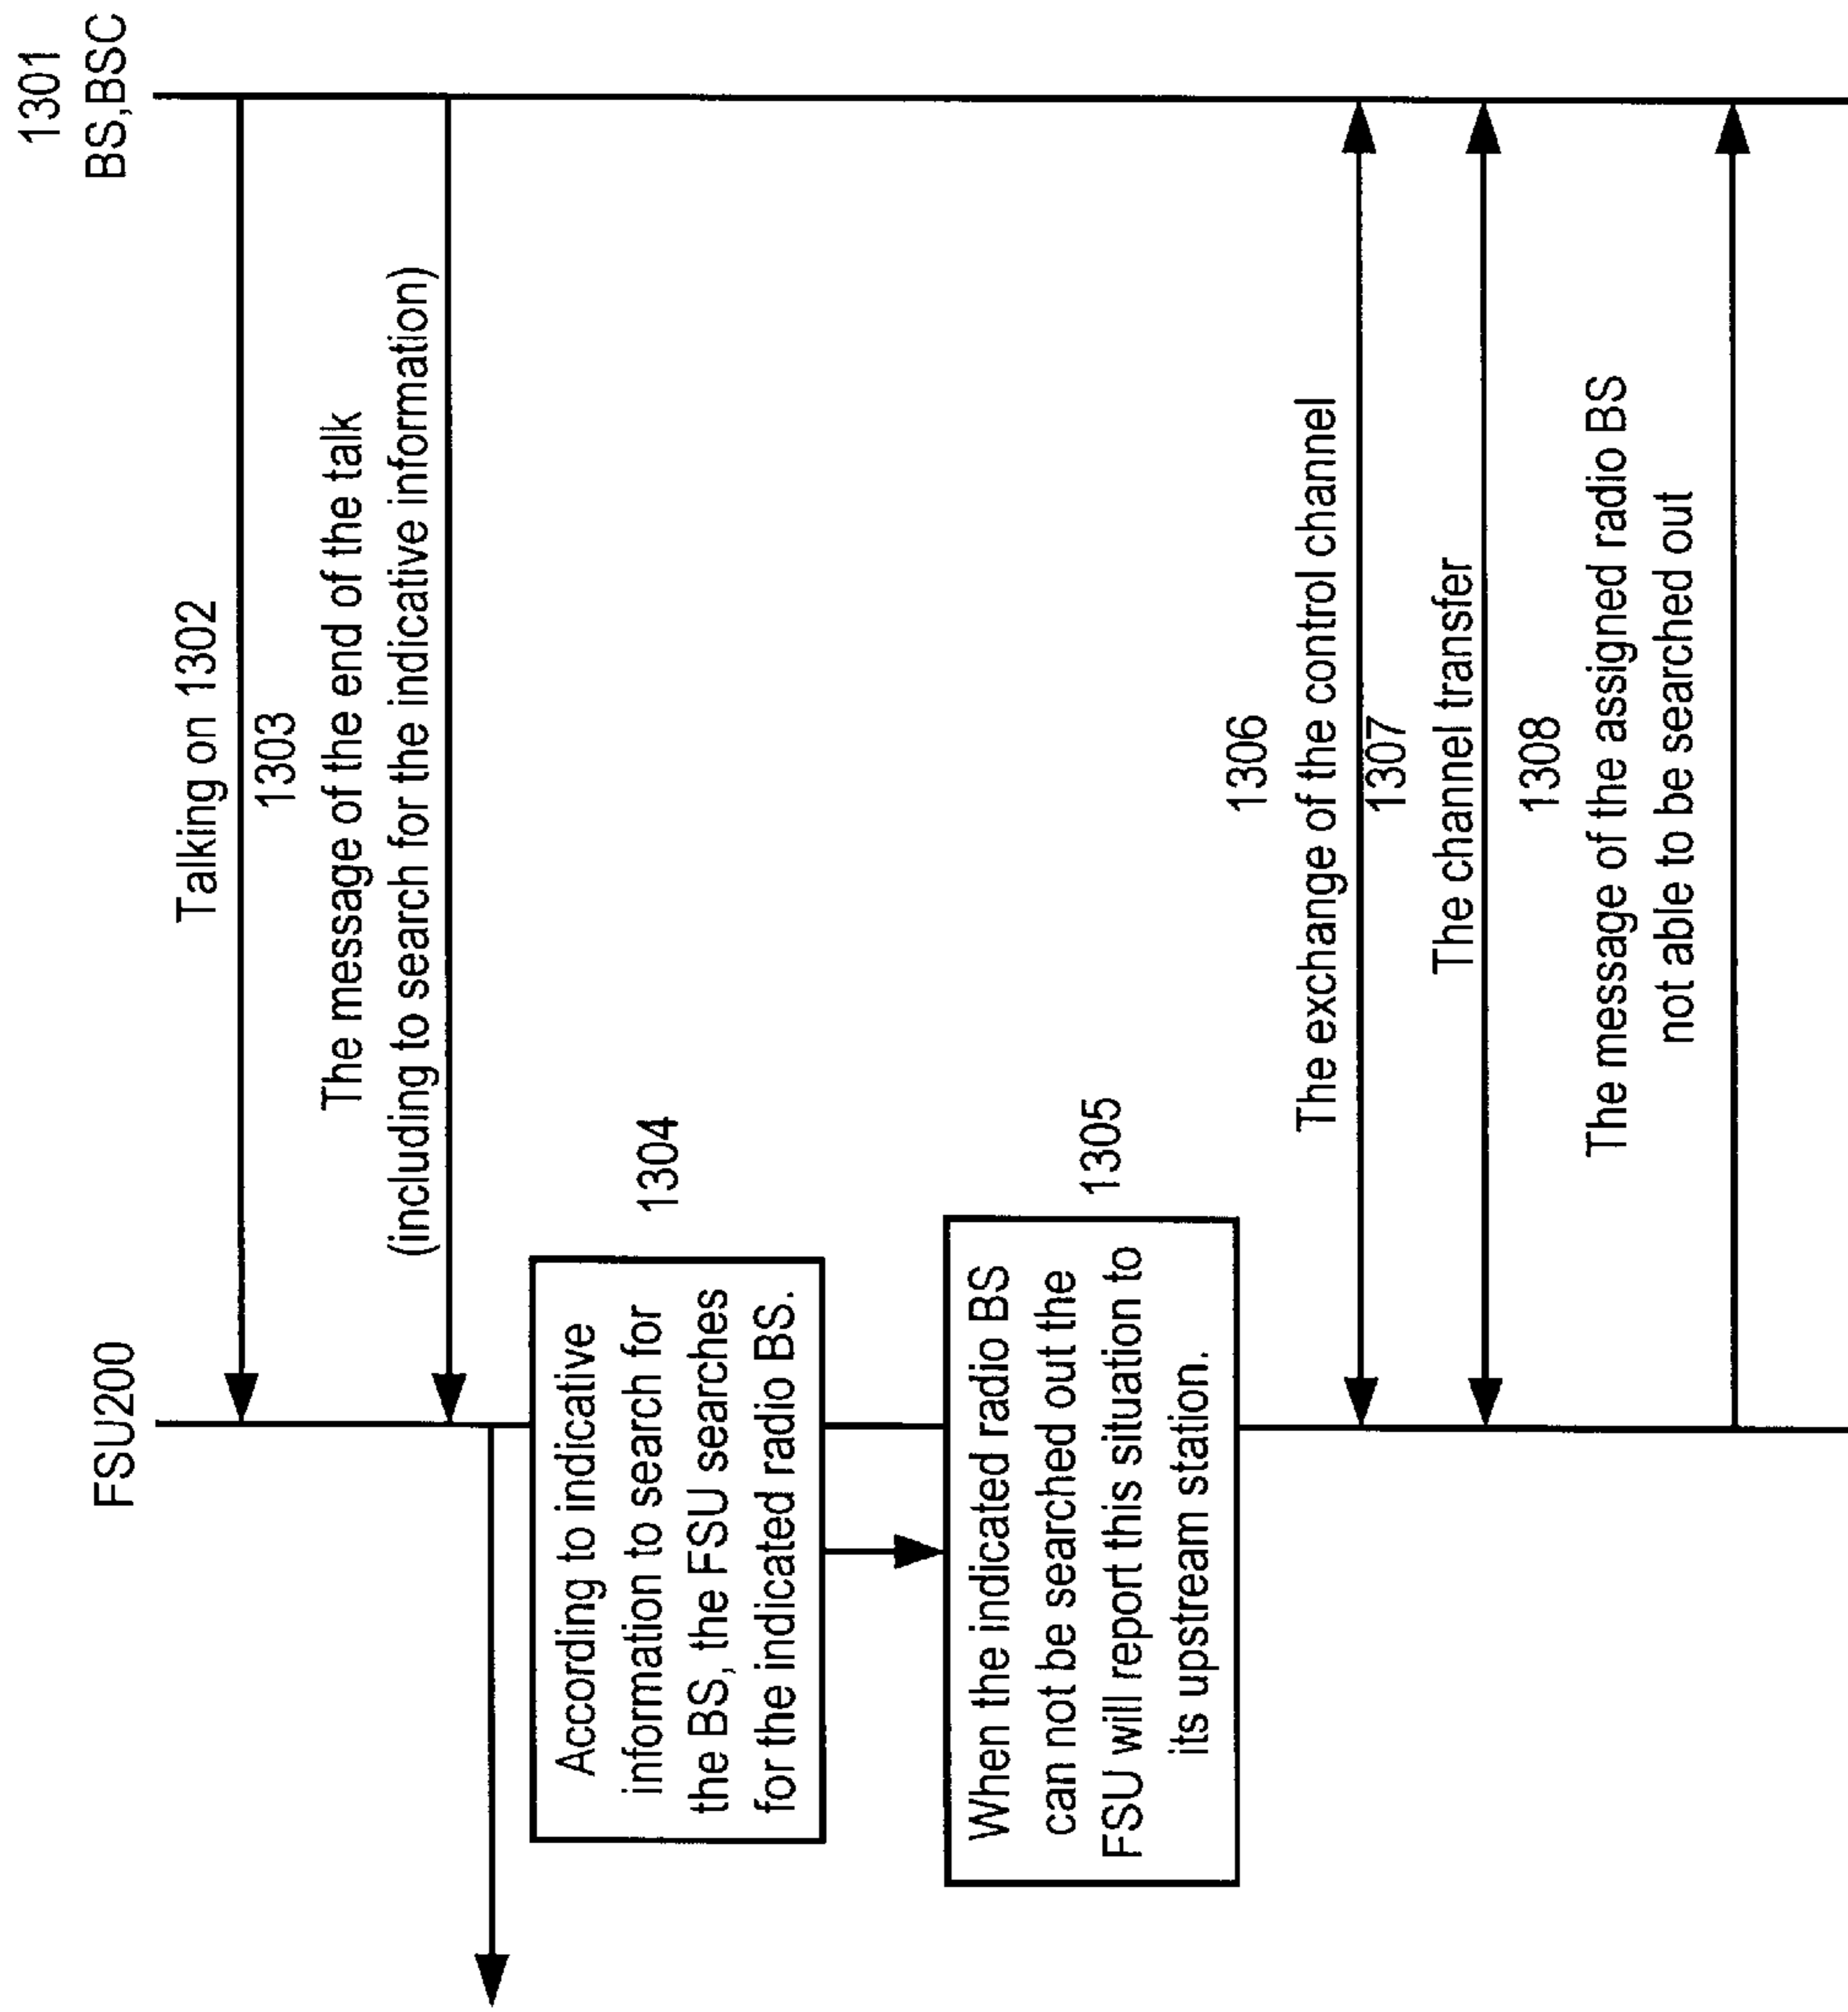 1301
FSU200
BS,BSC
Talking on 1302
1303
The message of the end of the talk
(including to search for the indicative information)
According to indicative
information to search for
the BS, the FSU searches
for the indicated radio BS.
1304
When the indicated radio BS
can not be searched out the
FSU will report this situation to
its upstream station.
1305
1306
The exchange of the control channel
1307
The channel transfer
1308
The message of the assigned radio BS
not able to be searched out